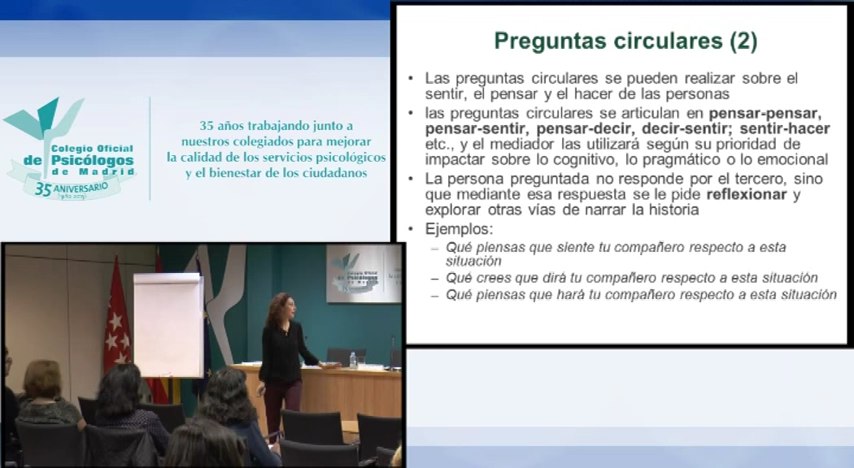 Preguntas circulares (2)
• Las preguntas circulares se pueden realizar sobre el
sentir, el pensar y el hacer de las personas
• las preguntas circulares se articulan en pensar-pensar,
pensar-sentir, pensar-decir, decir-sentir; sentir-hacer
etc., y el mediador las utilizará según su prioridad de
impactar sobre lo cognitivo, lo pragmático o lo emocional
• La persona preguntada no responde por el tercero, sino
que mediante esa respuesta se le pide reflexionar y
explorar otras vías de narrar la historia
• Ejemplos:
– Qué piensas que siente tu compañero respecto a esta
situación
– Qué crees que dirá tu compañero respecto a esta situación
– Qué piensas que hará tu compañero respecto a esta situación
Colegio Oficial
de Psicólogos
de Madrid
35 ANIVERSARIO
35 años trabajando junto a
nuestros colegiados para mejorar
la calidad de los servicios psicológicos
y el bienestar de los ciudadanos
Colegio Oficial
de Psicólogos
de Madrid